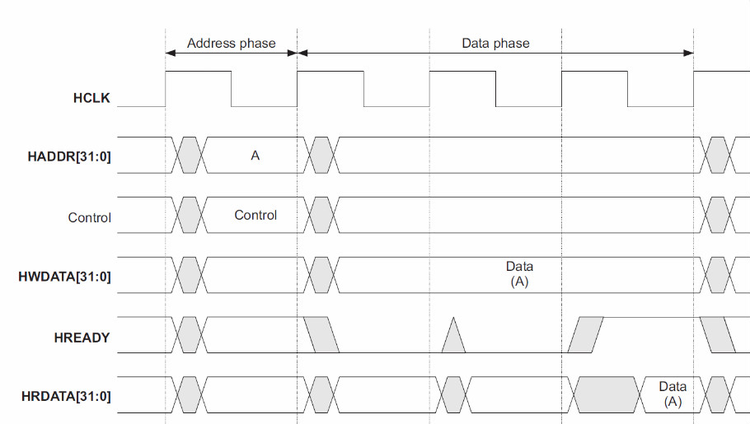 Address phase
Data phase
HCLK
HADDR[31:0]
A
Control
Control
HWDATA[31:0]
Data
(A)
HREADY
HRDATA[31:0]
Data
(A)